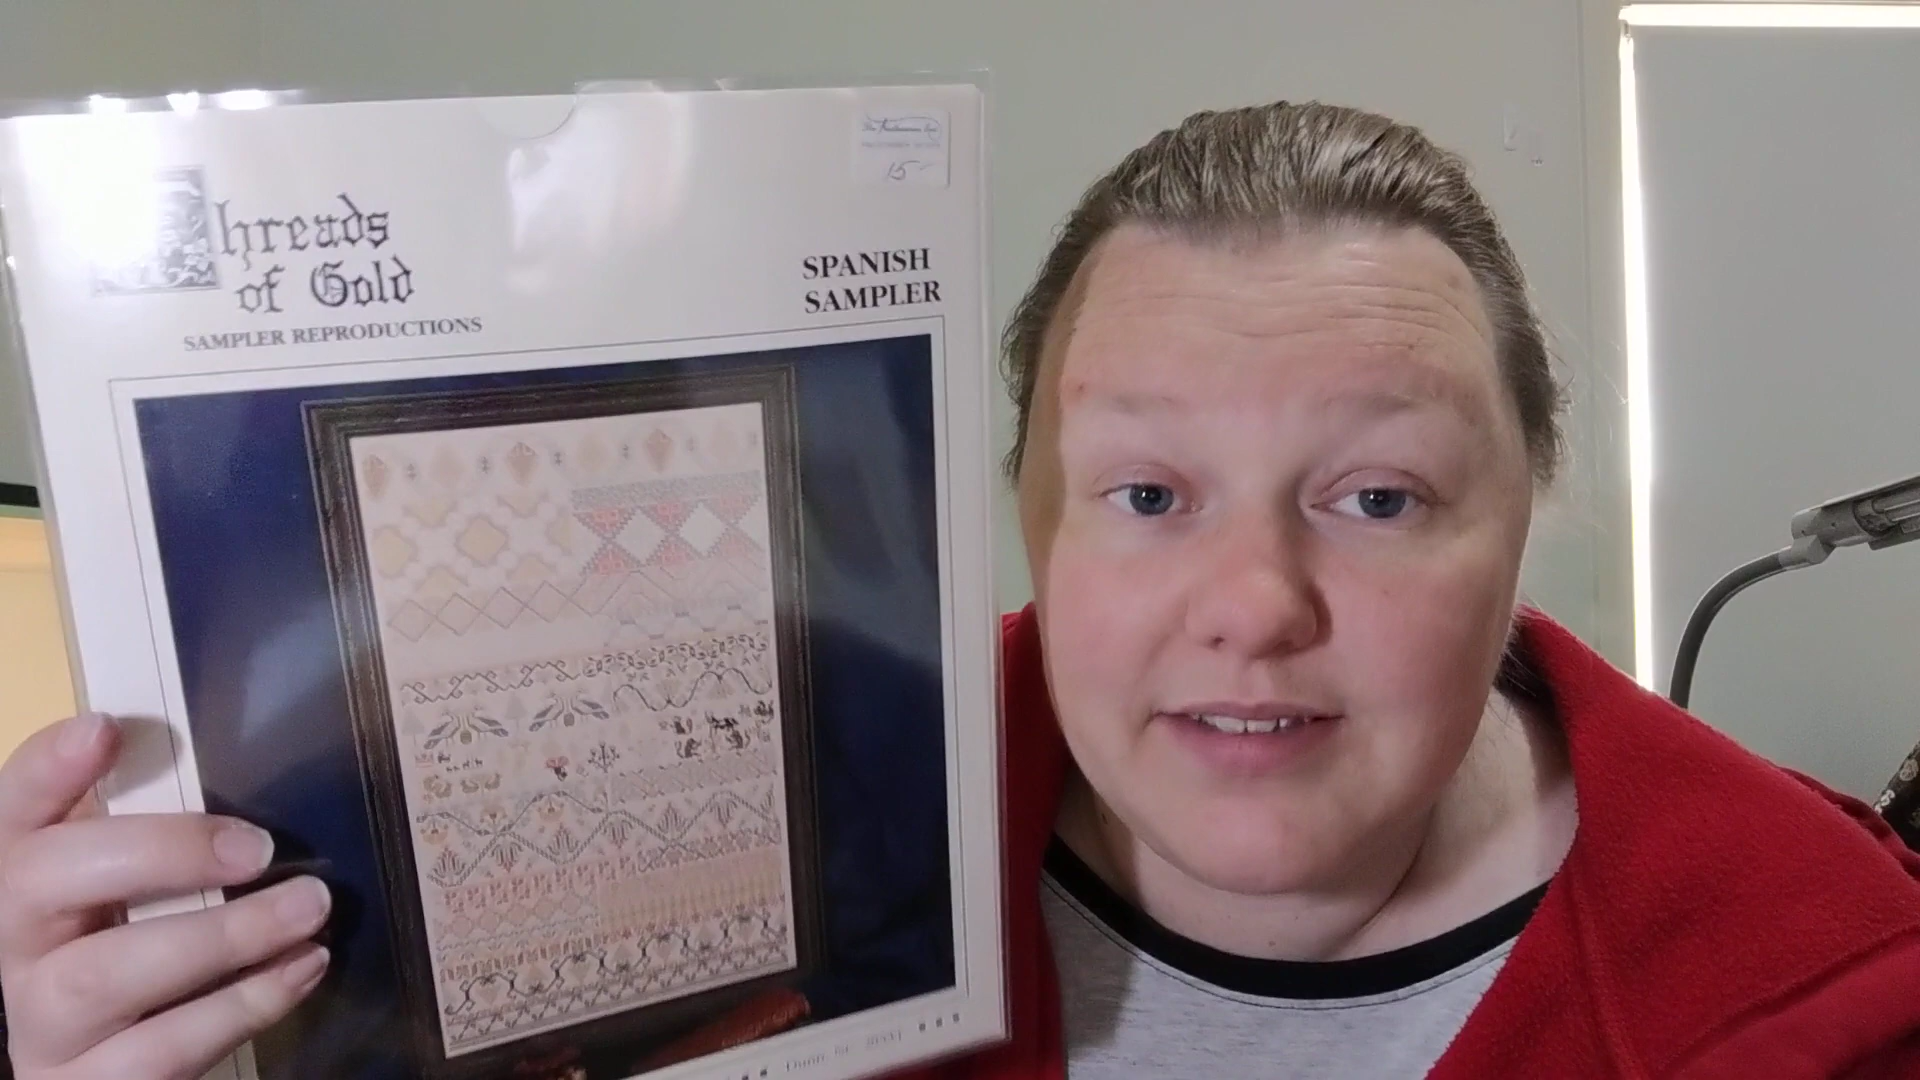 Threads
of Gold
SAMPLER REPRODUCTIONS
SPANISH
SAMPLER
15